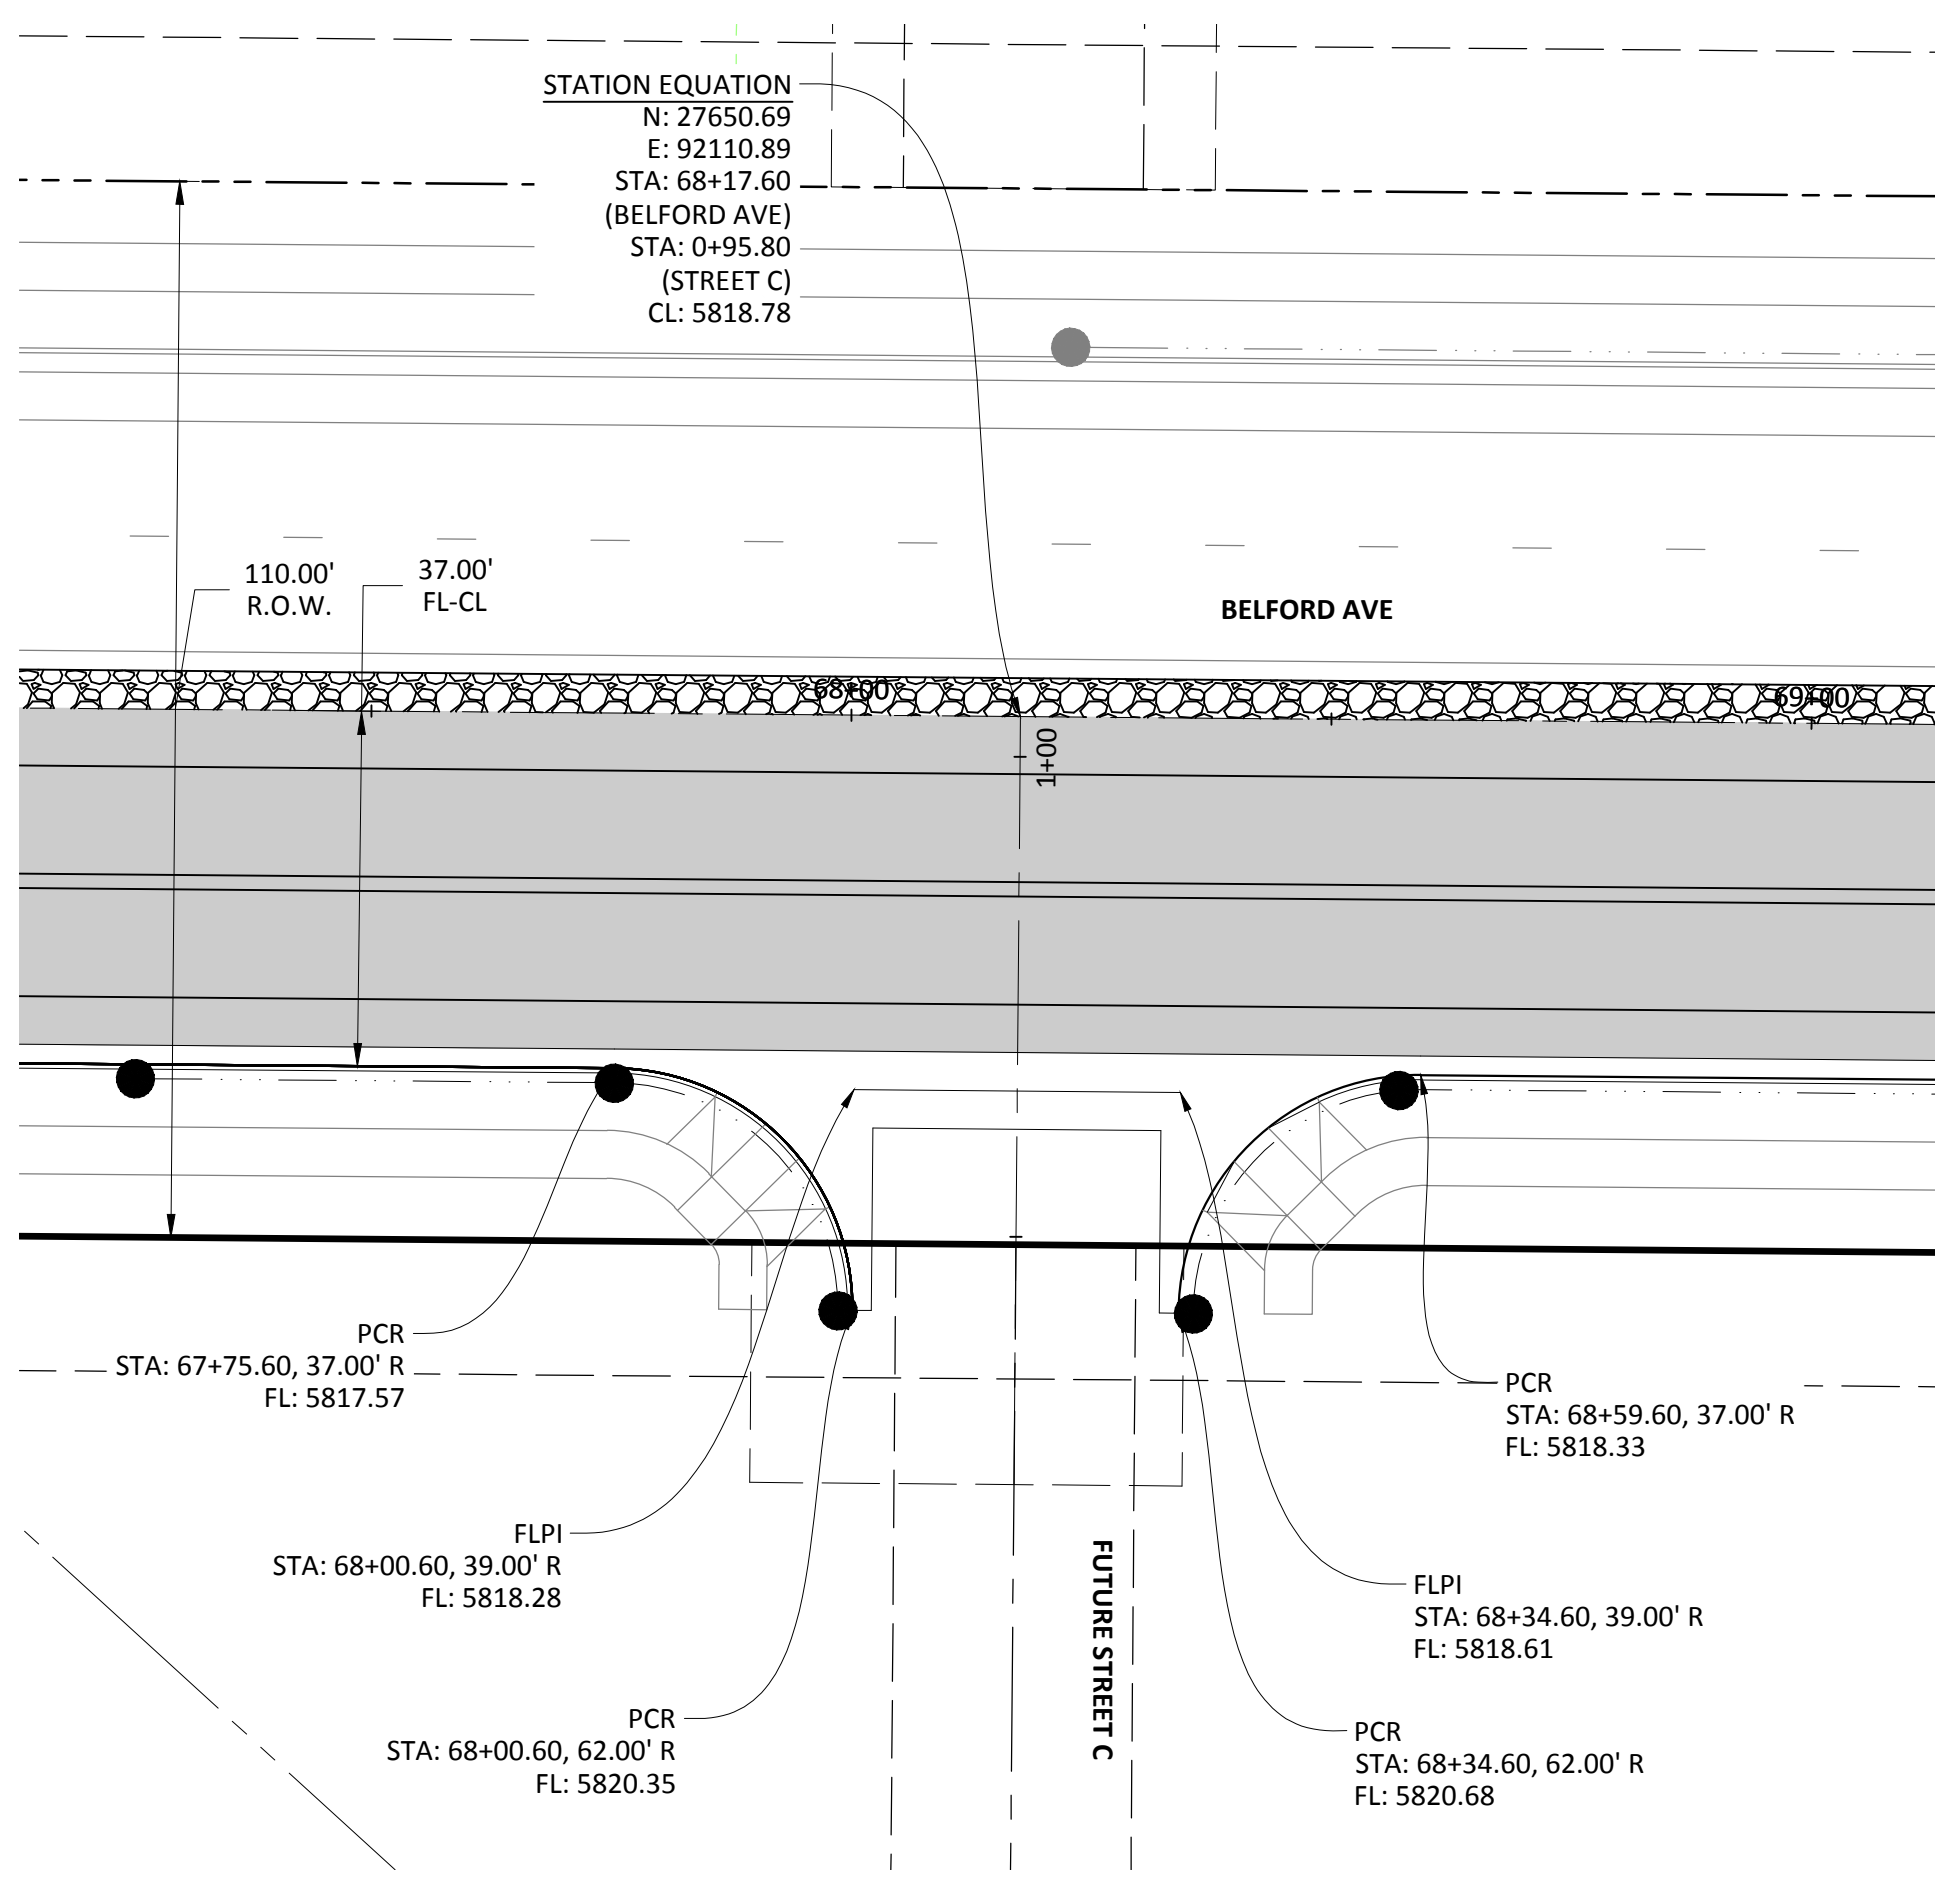 STATION EQUATION
N: 27650.69
E: 92110.89
STA: 68+17.60
(BELFORD AVE)
STA: 0+95.80
(STREET C)
CL: 5818.78
110.00'
R.O.W.
37.00'
FL-CL
BELFORD AVE
68+00
69+00
1+00
PCR
STA: 67+75.60, 37.00' R
FL: 5817.57
PCR
STA: 68+59.60, 37.00' R
FL: 5818.33
FLPI
STA: 68+00.60, 39.00' R
FL: 5818.28
FUTURE STREET C
FLPI
STA: 68+34.60, 39.00' R
FL: 5818.61
PCR
STA: 68+00.60, 62.00' R
FL: 5820.35
PCR
STA: 68+34.60, 62.00' R
FL: 5820.68